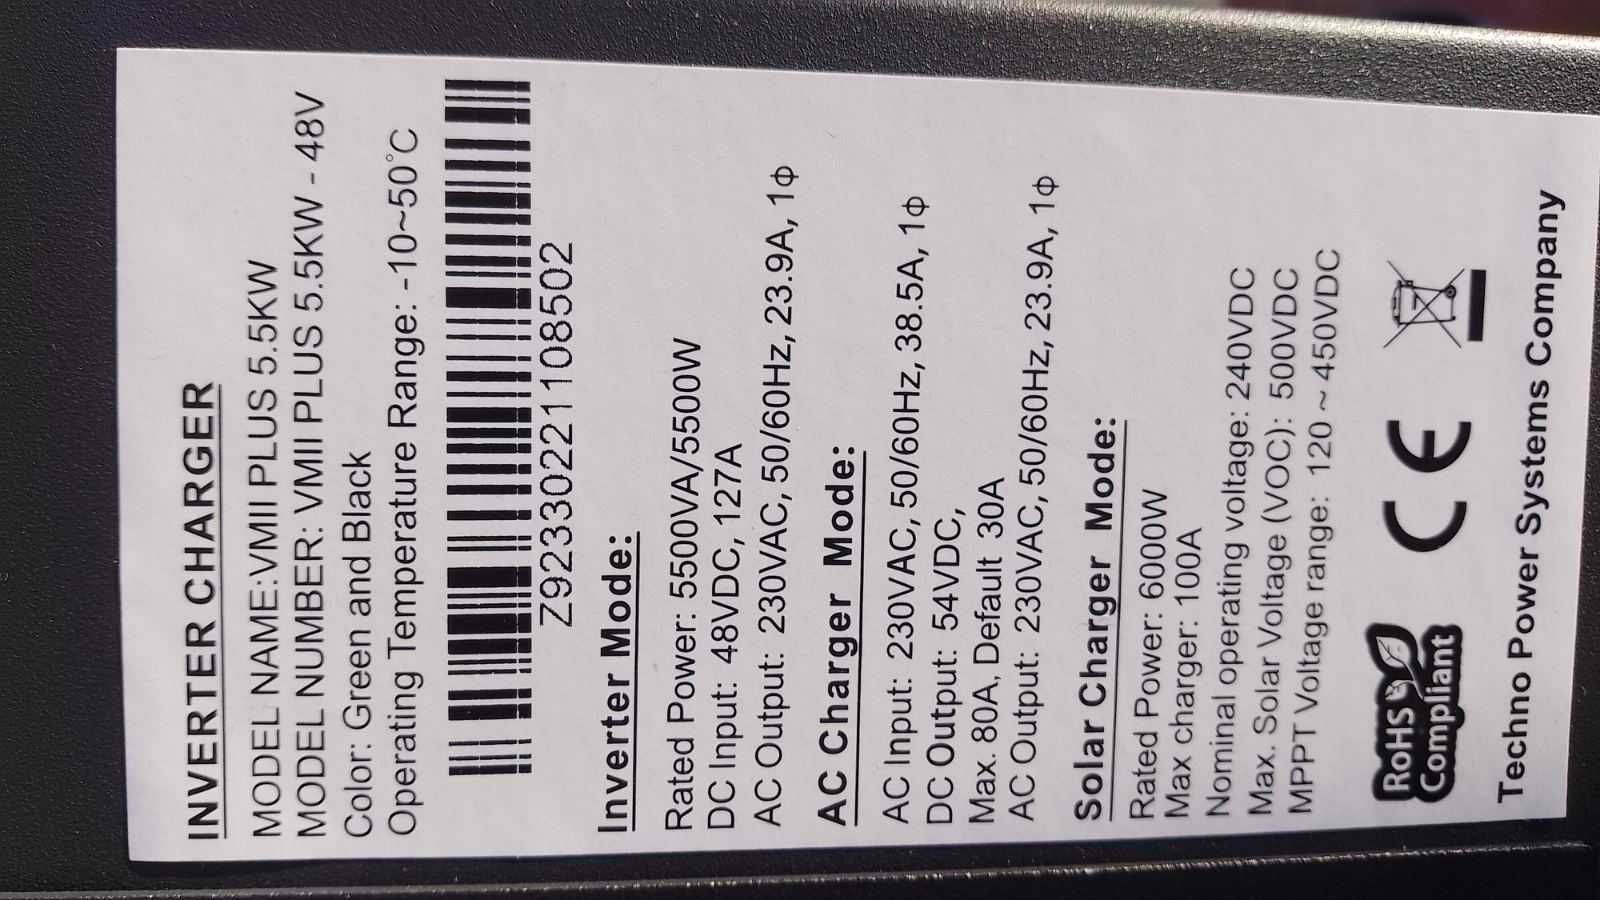 INVERTER CHARGER
MODEL NAME:VMII PLUS 5.5KW
MODEL NUMBER: VMII PLUS 5.5KW - 48V
Color: Green and Black
Operating Temperature Range: -10~50℃
Z92330221108502
Inverter Mode:
Rated Power: 5500VA/5500W
DC Input: 48VDC, 127A
AC Output: 230VAC, 50/60Hz, 23.9A, 1ϕ
AC Charger Mode:
AC Input: 230VAC, 50/60Hz, 38.5A, 1ϕ
DC Output: 54VDC,
Max. 80A, Default 30A
AC Output: 230VAC, 50/60Hz, 23.9A, 1ϕ
Solar Charger Mode:
Rated Power: 6000W
Max charger: 100A
Nominal operating voltage: 240VDC
Max. Solar Voltage (VOC): 500VDC
MPPT Voltage range: 120 ~ 450VDC
RoHS
Compliant
CE
Techno Power Systems Company